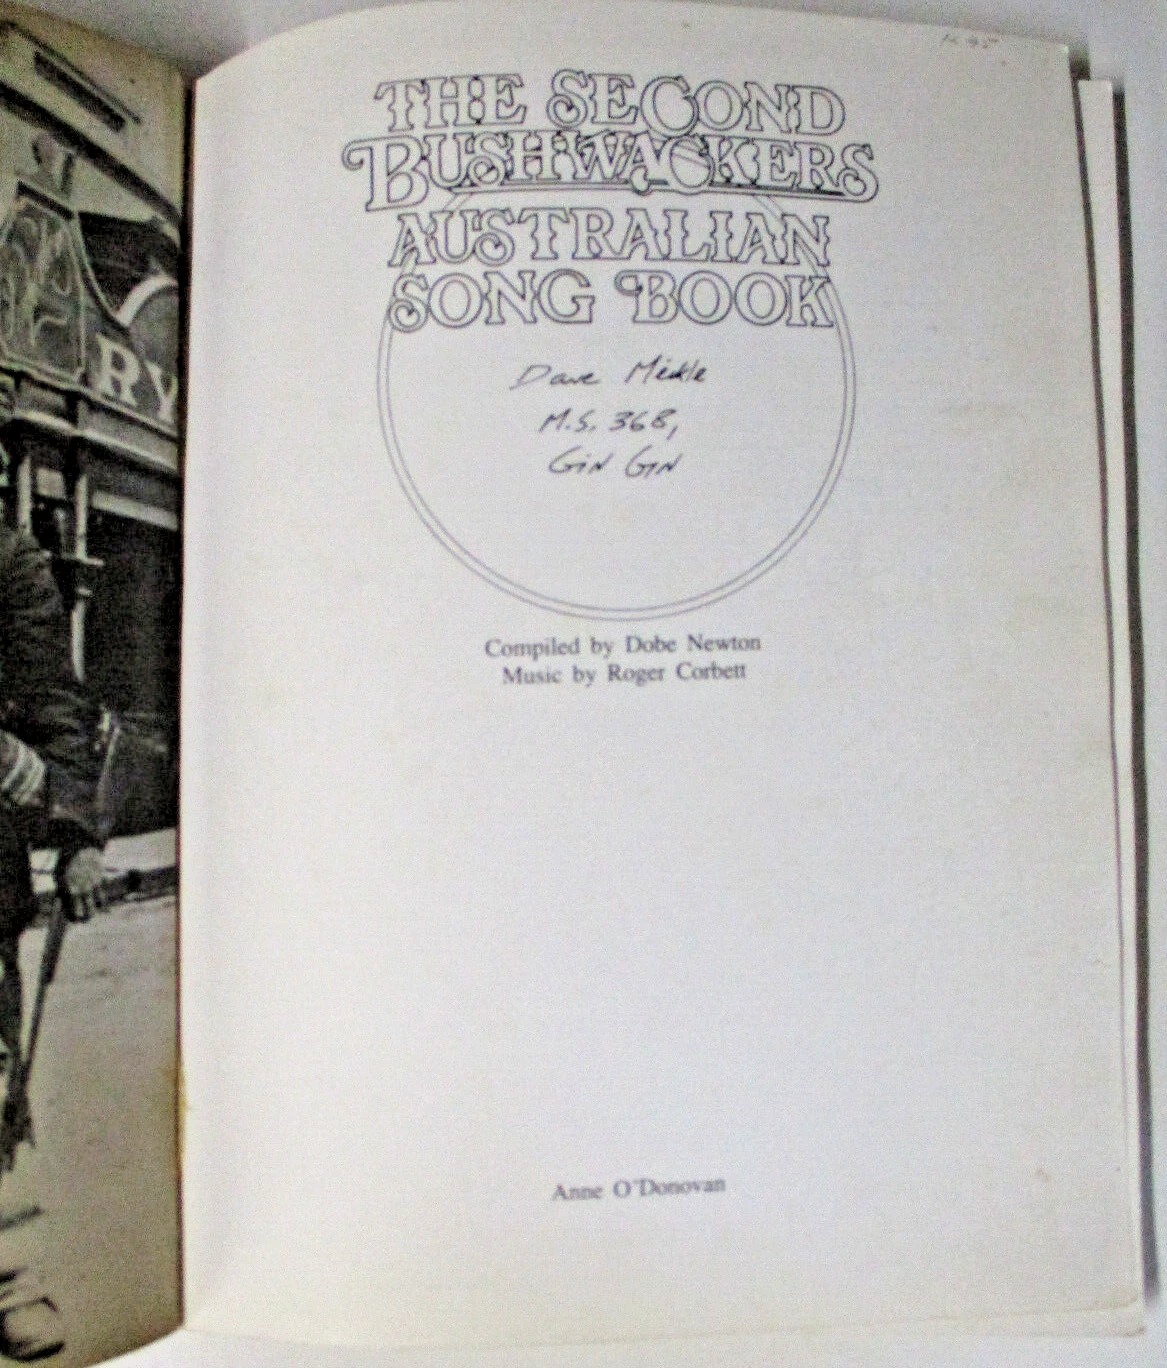 RY
THE SECOND
BUSHWACKERS
AUSTRALIAN
SONG BOOK
Dave
M.S. 368,
GIN GIN
Compiled by Dobe Newton
Music by Roger Corbett
Anne O'Donovan